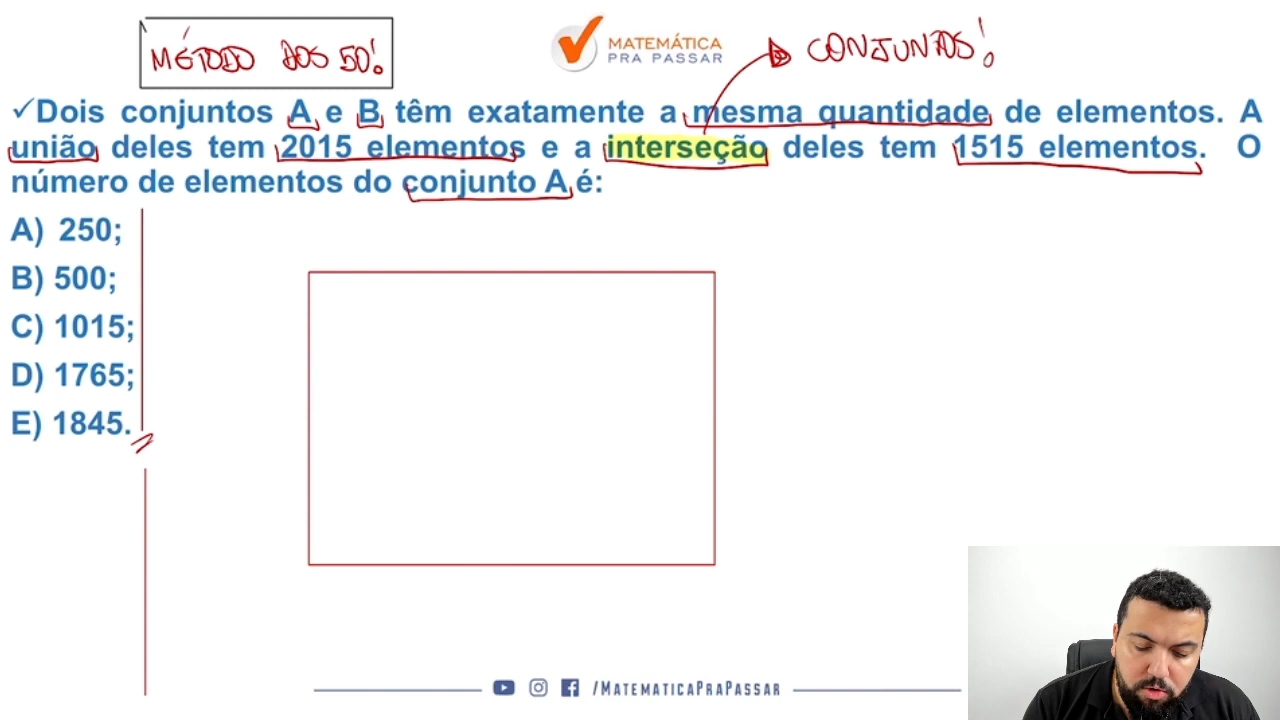 MÉTODO DOS 50!
MATEMÁTICA
PRA PASSAR
CONJUNTOS!
✓Dois conjuntos A e B têm exatamente a mesma quantidade de elementos. A
união deles tem 2015 elementos e a interseção deles tem 1515 elementos. O
número de elementos do conjunto A é:
A) 250;
B) 500;
C) 1015;
D) 1765;
E) 1845.
/MATEMATICAPRAPASSAR